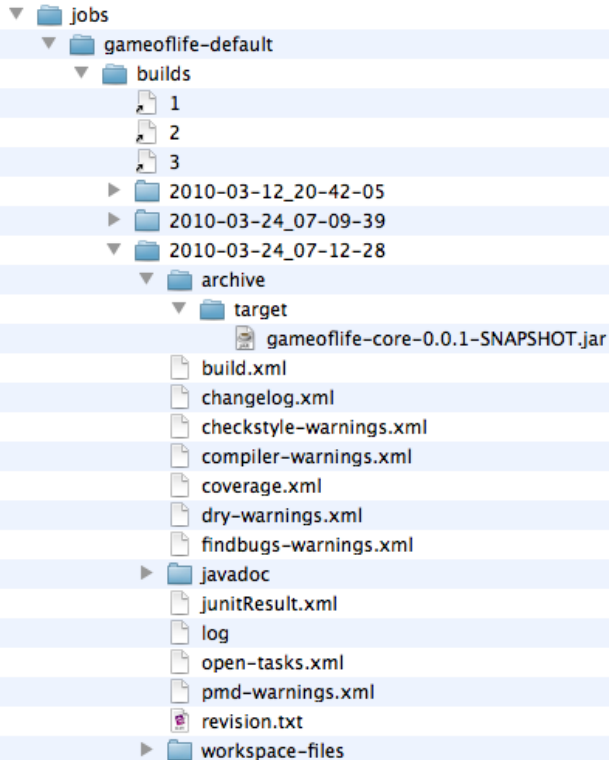 jobs
gameoflife-default
builds
1
2
3
2010-03-12_20-42-05
2010-03-24_07-09-39
2010-03-24_07-12-28
archive
target
gameoflife-core-0.0.1-SNAPSHOT.jar
build.xml
changelog.xml
checkstyle-warnings.xml
compiler-warnings.xml
coverage.xml
dry-warnings.xml
findbugs-warnings.xml
javadoc
junitResult.xml
log
open-tasks.xml
pmd-warnings.xml
revision.txt
workspace-files